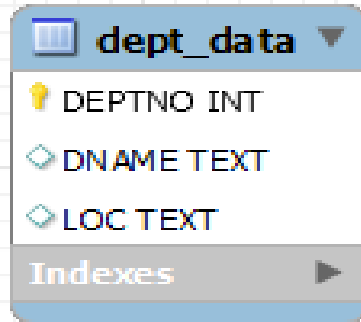 dept_data
DEPTNO INT
DNAME TEXT
LOC TEXT
Indexes